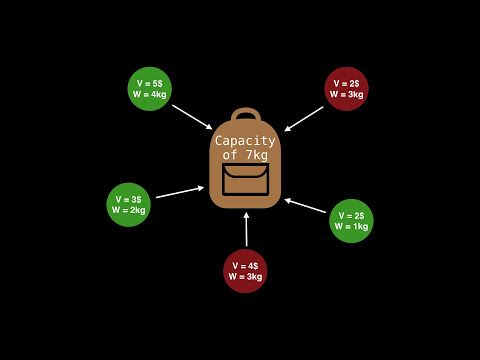 V = 5$
W = 4kg
V = 2$
W = 3kg
Capacity
of 7kg
V = 3$
W = 2kg
V = 2$
W = 1kg
V = 4$
W = 3kg